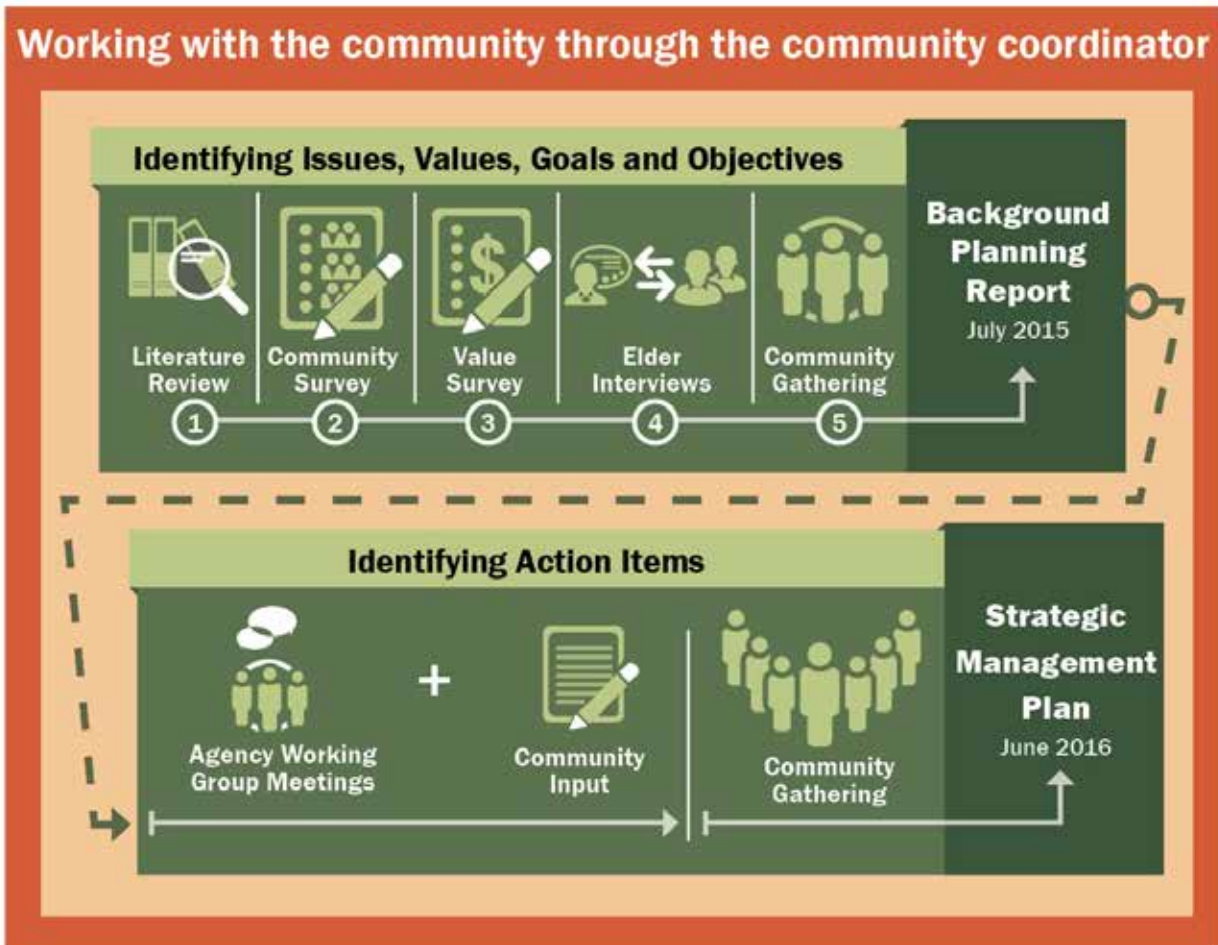 Working with the community through the community coordinator
Identifying Issues, Values, Goals and Objectives
Literature
Review
1
Community
Survey
2
$
Value
Survey
3
Elder
Interviews
4
Community
Gathering
5
Background
Planning
Report
July 2015
Identifying Action Items
Agency Working
Group Meetings
+
Community
Input
Community
Gathering
Strategic
Management
Plan
June 2016